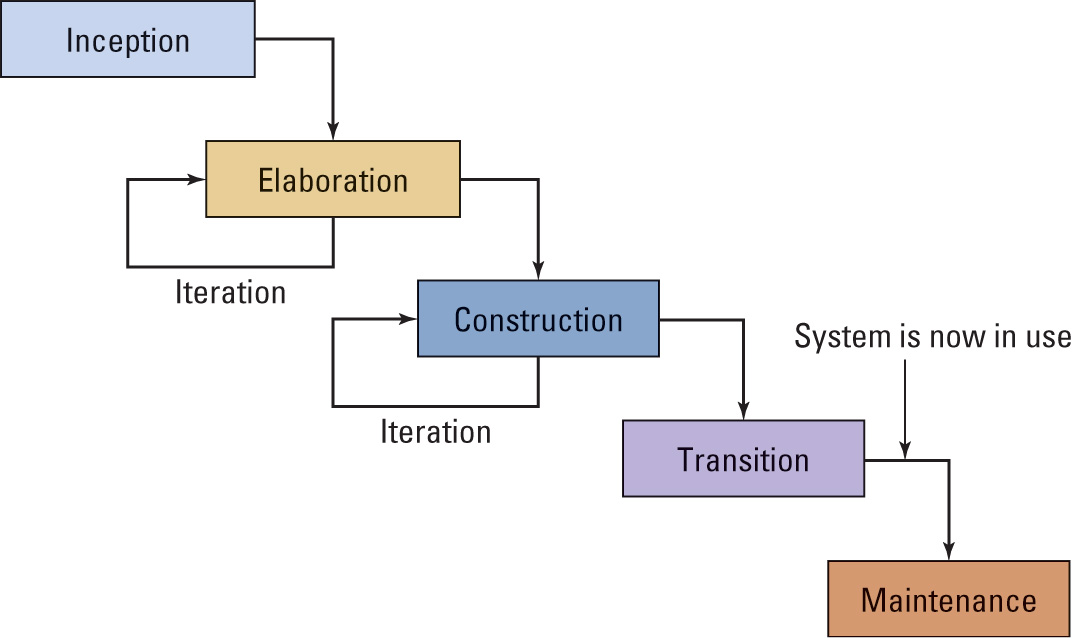 Inception
Elaboration
Iteration
Construction
System is now in use
Iteration
Transition
Maintenance